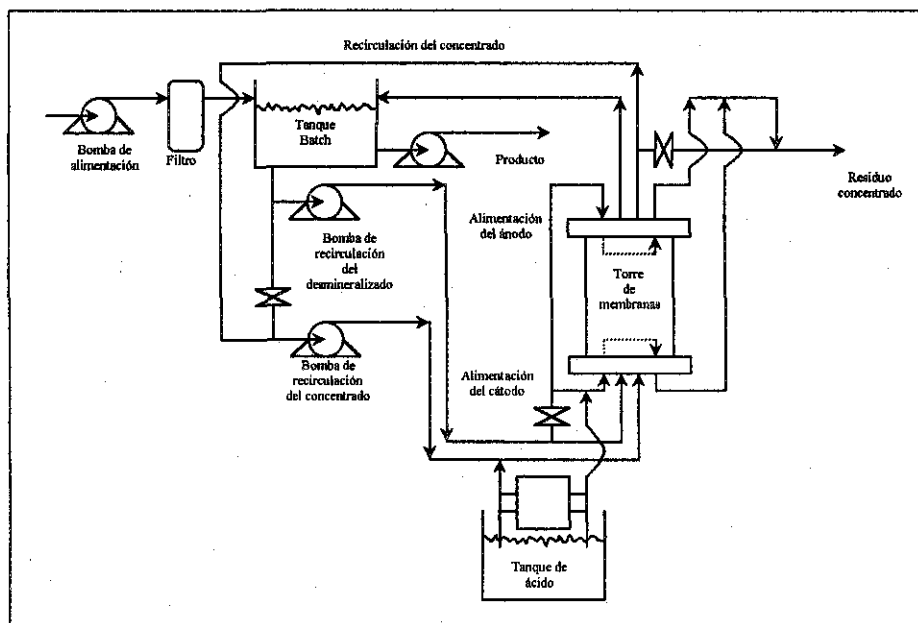 Recirculación del concentrado
Bomba de
alimentación
Filtro
Tanque
Batch
Producto
Residuo
concentrado
Bomba de
recirculación
del
desmineralizado
Alimentación
del ánodo
Torre
de
membranas
Bomba de
recirculación
del concentrado
Alimentación
del cátodo
Tanque de
ácido